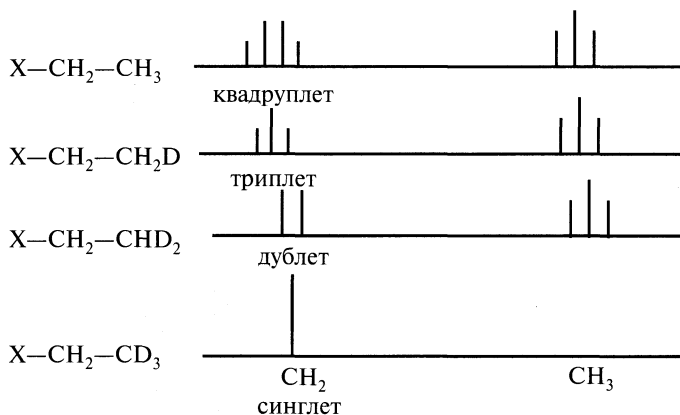 X—CH₂—CH₃
квадруплет
X—CH₂—CH₂D
триплет
X—CH₂—CHD₂
дублет
X—CH₂—CD₃
CH₂ CH₃
синглет